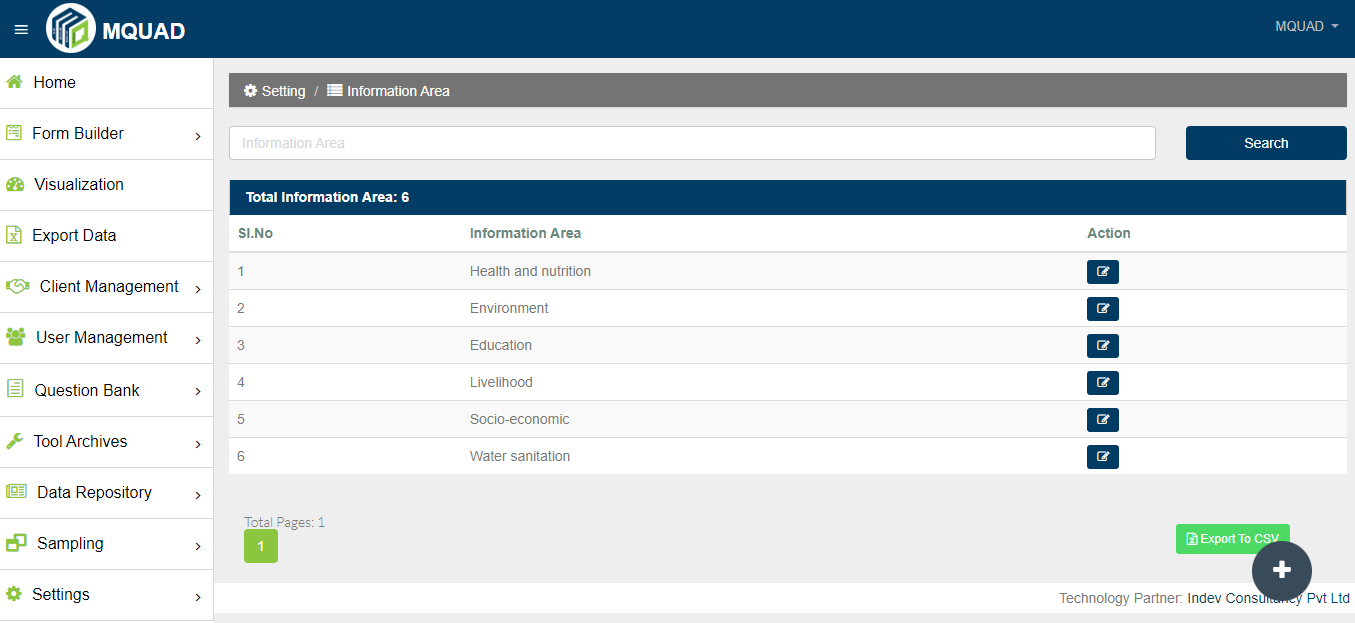 MQUAD
MQUAD
Home
Form Builder
Visualization
Export Data
Client Management
User Management
Question Bank
Tool Archives
Data Repository
Sampling
Settings
Setting / Information Area
Information Area
Search
Total Information Area: 6
Sl.No Information Area Action
1 Health and nutrition
2 Environment
3 Education
4 Livelihood
5 Socio-economic
6 Water sanitation
Total Pages: 1
1
Export To CSV
Technology Partner: Indev Consultancy Pvt Ltd